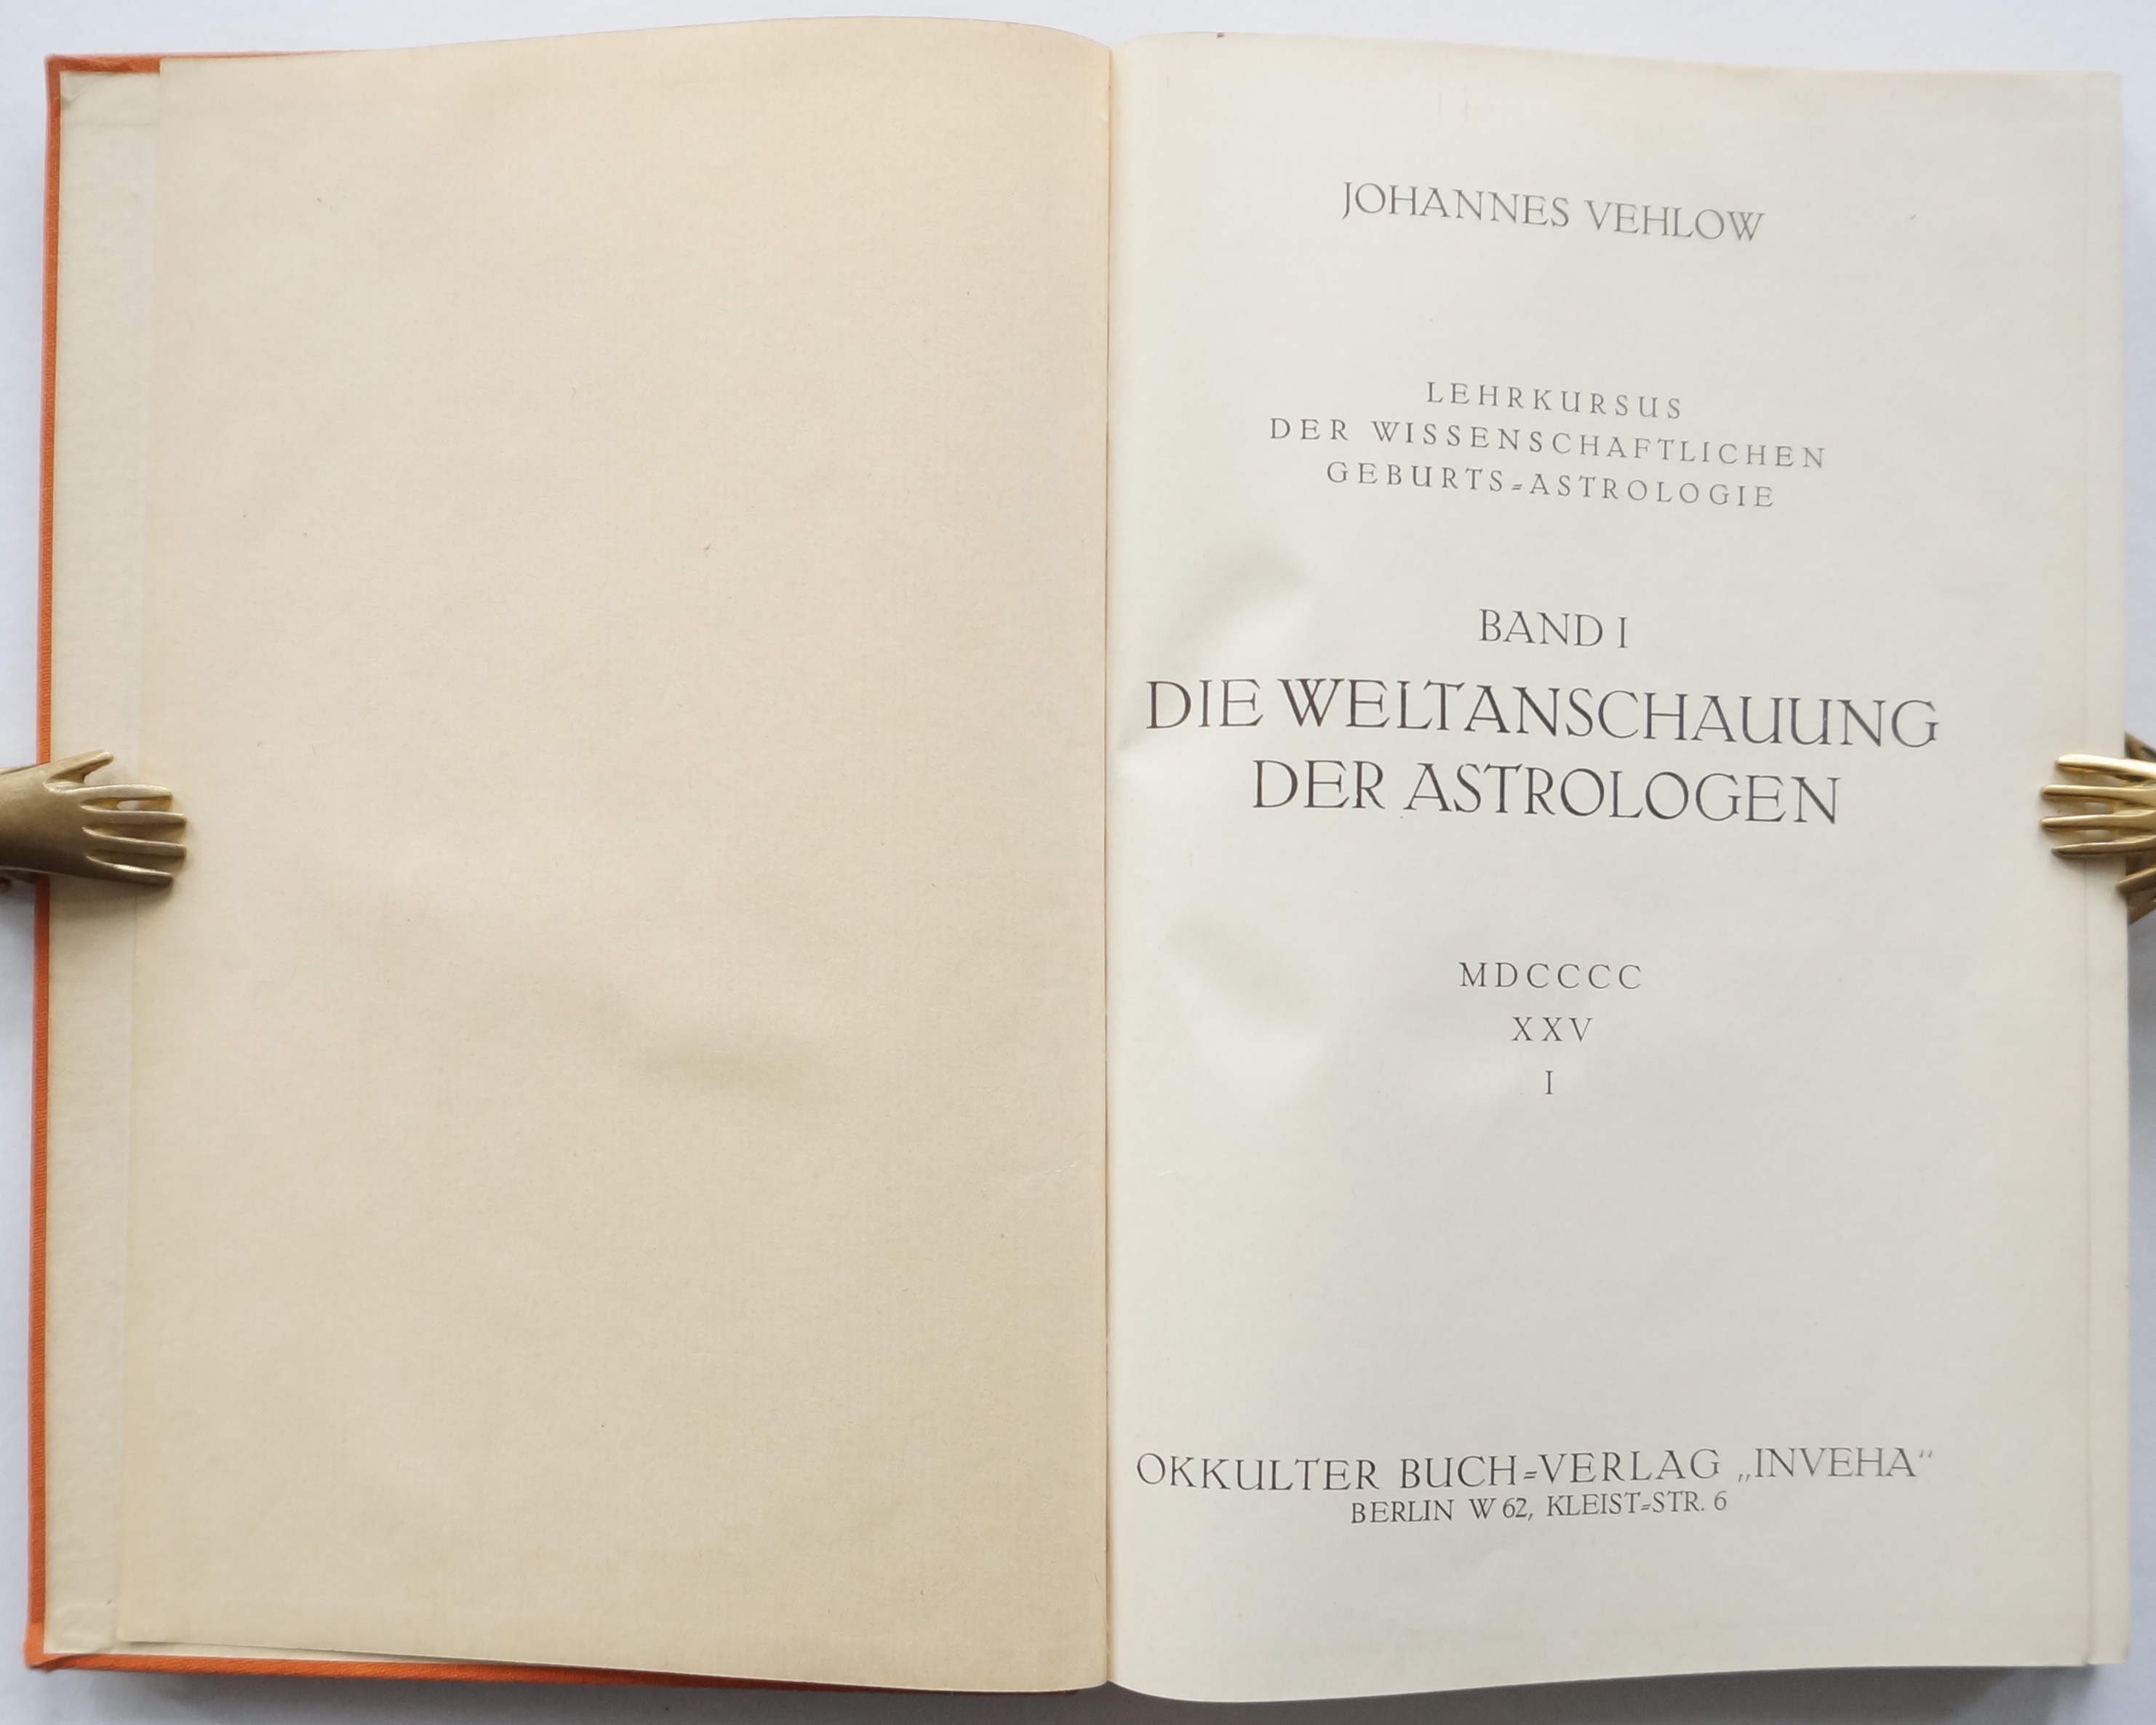 JOHANNES VEHLOW
LEHRKURSUS
DER WISSENSCHAFTLICHEN
GEBURTS=ASTROLOGIE
BAND I
DIE WELTANSCHAUUNG
DER ASTROLOGEN
MDCCCC
XXV
I
OKKULTER BUCH=VERLAG „INVEHA“
BERLIN W 62, KLEIST=STR. 6